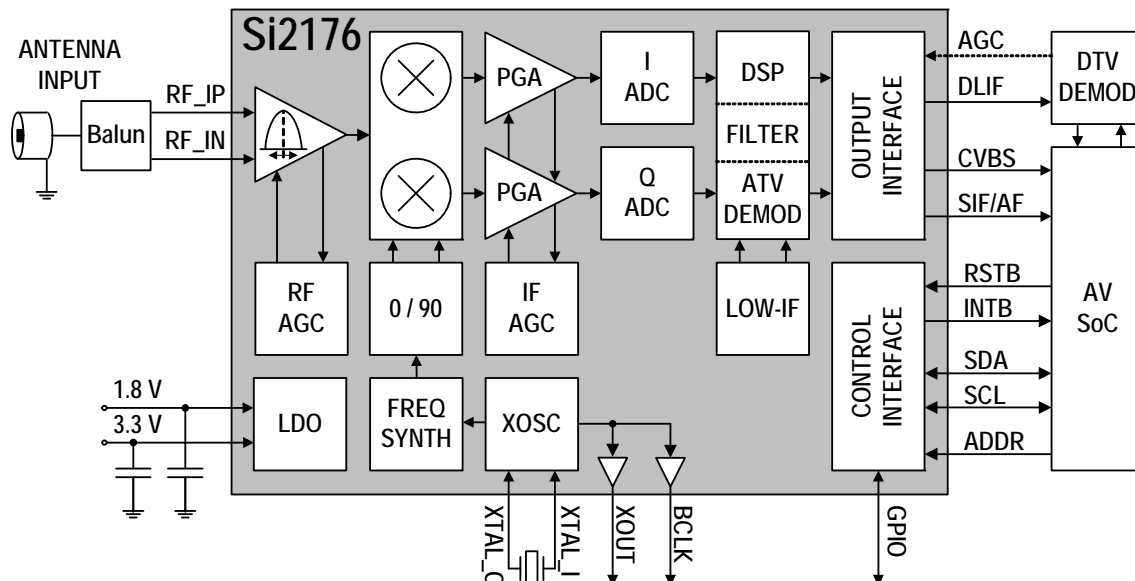 Si2176
ANTENNA
INPUT
Balun
RF_IP
RF_IN
PGA
PGA
I
ADC
Q
ADC
DSP
FILTER
ATV
DEMOD
OUTPUT
INTERFACE
AGC
DLIF
CVBS
SIF/AF
DTV
DEMOD
RF
AGC
0 / 90
IF
AGC
LOW-IF
CONTROL
INTERFACE
RSTB
INTB
SDA
SCL
ADDR
AV
SoC
1.8 V
3.3 V
LDO
FREQ
SYNTH
XOSC
XTAL_O
XTAL_I
XOUT
BCLK
GPIO